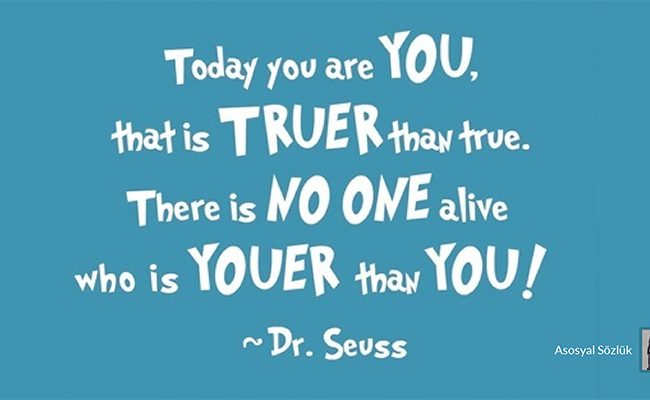 Today you are YOU,
that is TRUER than true.
There is NO ONE alive
who is YOUER than YOU!
~Dr. Seuss
Asosyal Sözlük